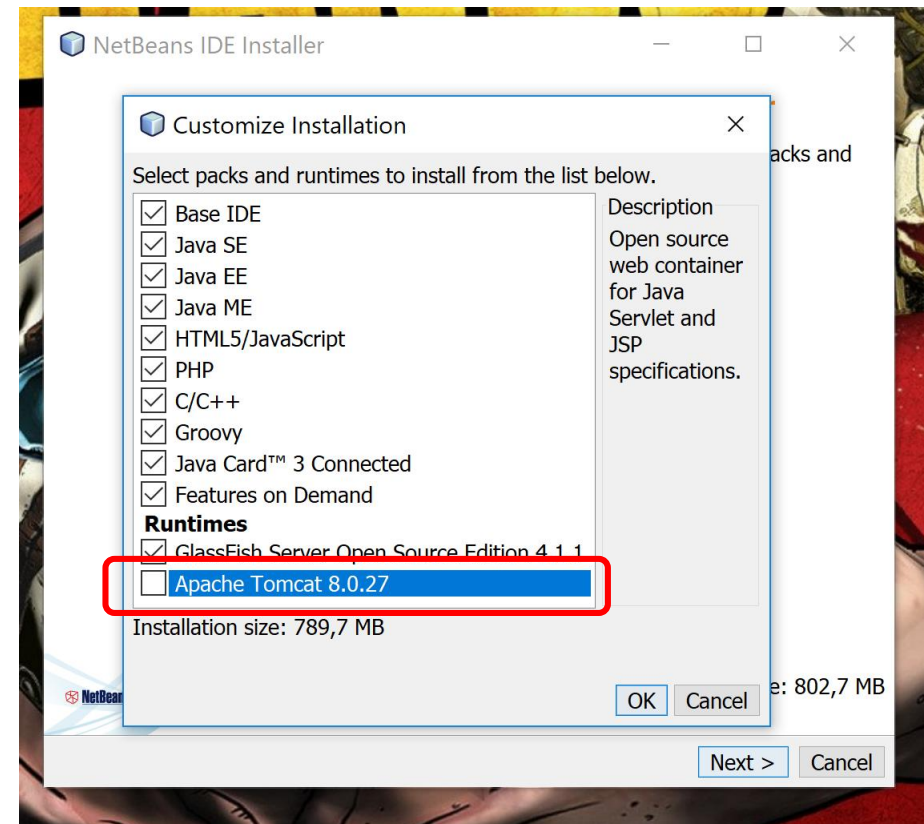 NetBeans IDE Installer
Customize Installation
acks and
Select packs and runtimes to install from the list below.
Base IDE
Java SE
Java EE
Java ME
HTML5/JavaScript
PHP
C/C++
Groovy
Java Card™ 3 Connected
Features on Demand
Runtimes
GlassFish Server Open Source Edition 4.1.1
Apache Tomcat 8.0.27
Description
Open source
web container
for Java
Servlet and
JSP
specifications.
Installation size: 789,7 MB
NetBean
e: 802,7 MB
OK
Cancel
Next >
Cancel